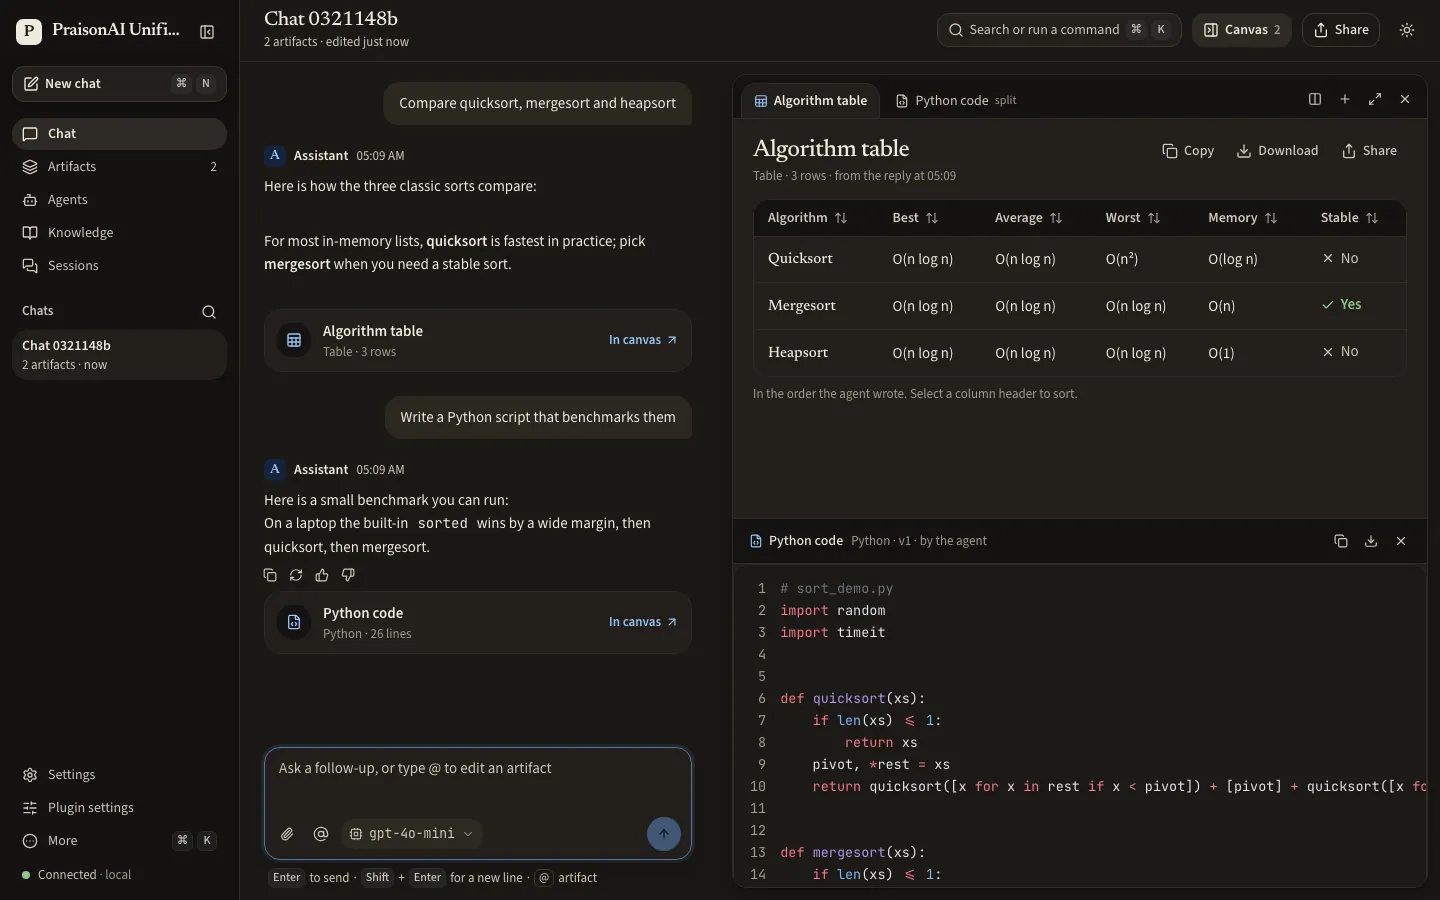 P PraisonAI Unifi...
New chat ⌘ N
Chat
Artifacts 2
Agents
Knowledge
Sessions
Chats
Chat 0321148b
2 artifacts · now
Settings
Plugin settings
More ⌘ K
Connected · local
Chat 0321148b
2 artifacts · edited just now
Search or run a command ⌘ K
Canvas 2
Share
Compare quicksort, mergesort and heapsort
A Assistant 05:09 AM
Here is how the three classic sorts compare:
For most in-memory lists, quicksort is fastest in practice; pick
mergesort when you need a stable sort.
Algorithm table
Table · 3 rows
In canvas
Write a Python script that benchmarks them
A Assistant 05:09 AM
Here is a small benchmark you can run:
On a laptop the built-in sorted wins by a wide margin, then
quicksort, then mergesort.
Python code
Python · 26 lines
In canvas
Ask a follow-up, or type @ to edit an artifact
@ gpt-4o-mini
Enter to send · Shift + Enter for a new line · @ artifact
Algorithm table
Python code split
Algorithm table
Table · 3 rows · from the reply at 05:09
Copy Download Share
Algorithm Best Average Worst Memory Stable
Quicksort O(n log n) O(n log n) O(n²) O(log n) No
Mergesort O(n log n) O(n log n) O(n log n) O(n) Yes
Heapsort O(n log n) O(n log n) O(n log n) O(1) No
In the order the agent wrote. Select a column header to sort.
Python code Python · v1 · by the agent
1 # sort_demo.py
2 import random
3 import timeit
4
5
6 def quicksort(xs):
7 if len(xs) ⩽ 1:
8 return xs
9 pivot, *rest = xs
10 return quicksort([x for x in rest if x < pivot]) + [pivot] + quicksort([x fo
11
12
13 def mergesort(xs):
14 if len(xs) ⩽ 1: